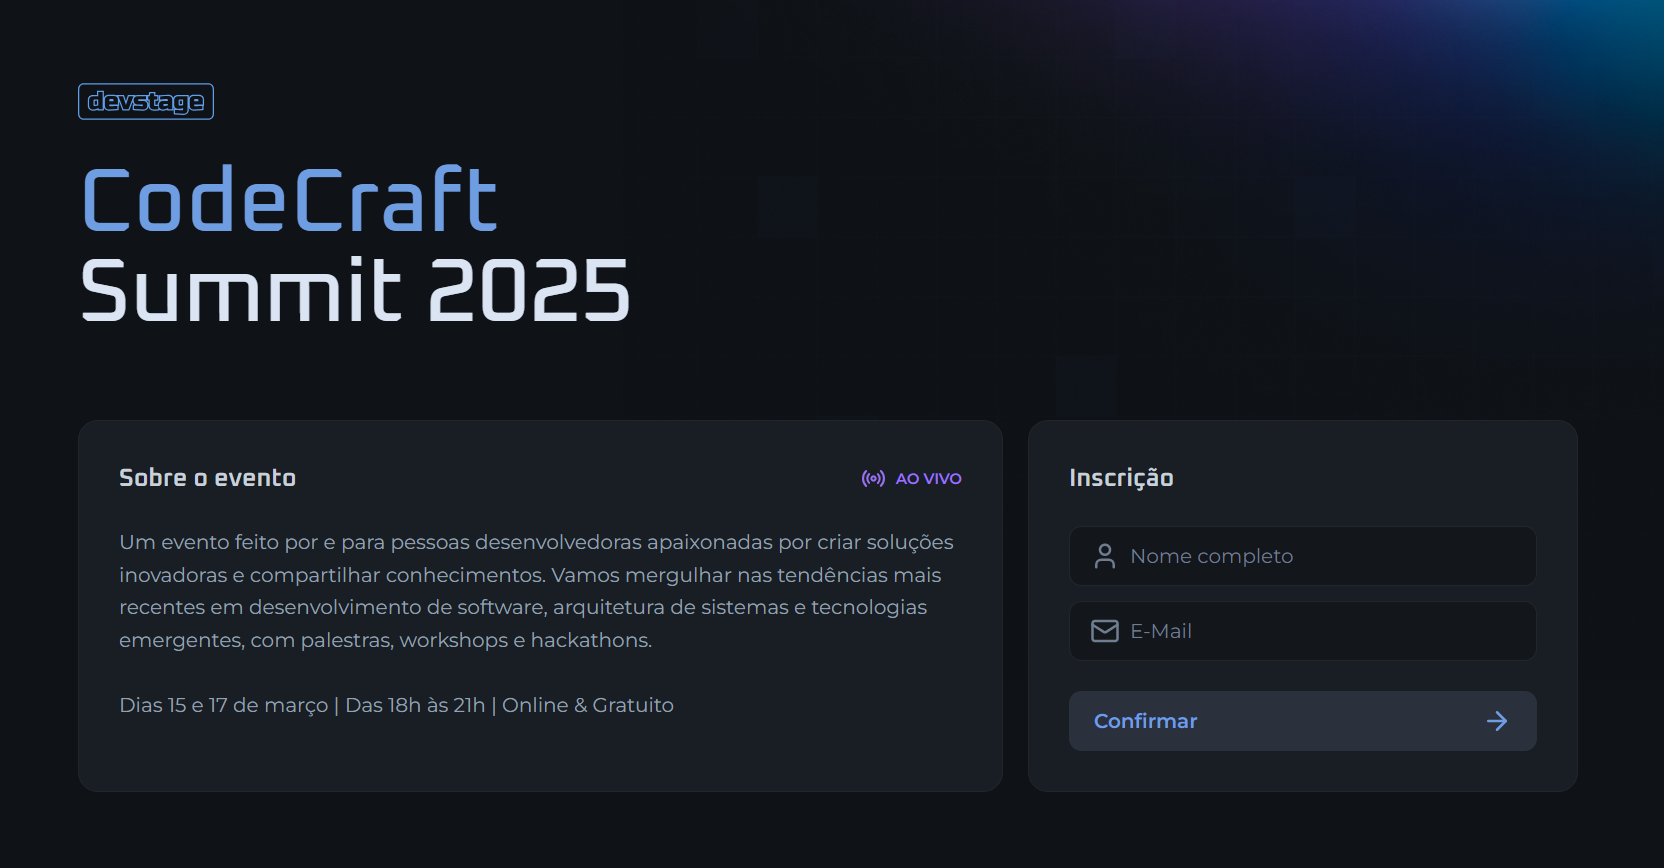 devstage
CodeCraft
Summit 2025
Sobre o evento
AO VIVO
Um evento feito por e para pessoas desenvolvedoras apaixonadas por criar soluções
inovadoras e compartilhar conhecimentos. Vamos mergulhar nas tendências mais
recentes em desenvolvimento de software, arquitetura de sistemas e tecnologias
emergentes, com palestras, workshops e hackathons.
Dias 15 e 17 de março | Das 18h às 21h | Online & Gratuito
Inscrição
Nome completo
E-Mail
Confirmar